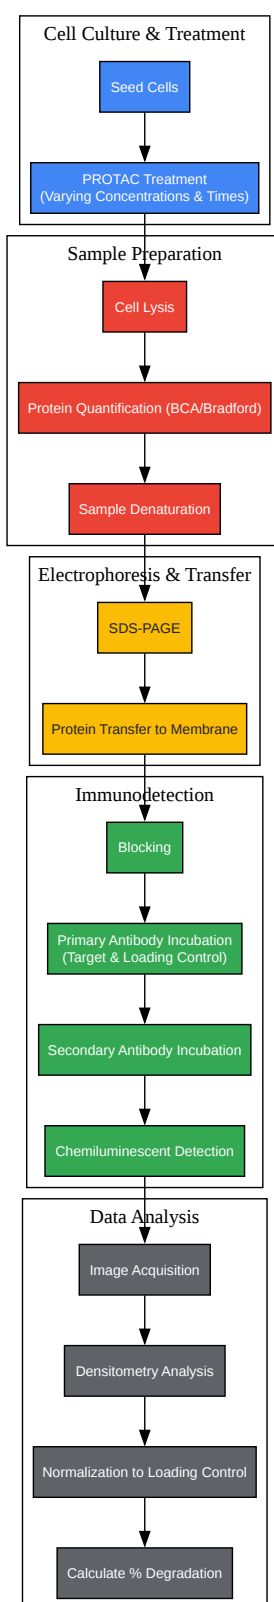 Cell Culture & Treatment
Seed Cells
PROTAC Treatment
(Varying Concentrations & Times)
Sample Preparation
Cell Lysis
Protein Quantification (BCA/Bradford)
Sample Denaturation
Electrophoresis & Transfer
SDS-PAGE
Protein Transfer to Membrane
Immunodetection
Blocking
Primary Antibody Incubation
(Target & Loading Control)
Secondary Antibody Incubation
Chemiluminescent Detection
Data Analysis
Image Acquisition
Densitometry Analysis
Normalization to Loading Control
Calculate % Degradation